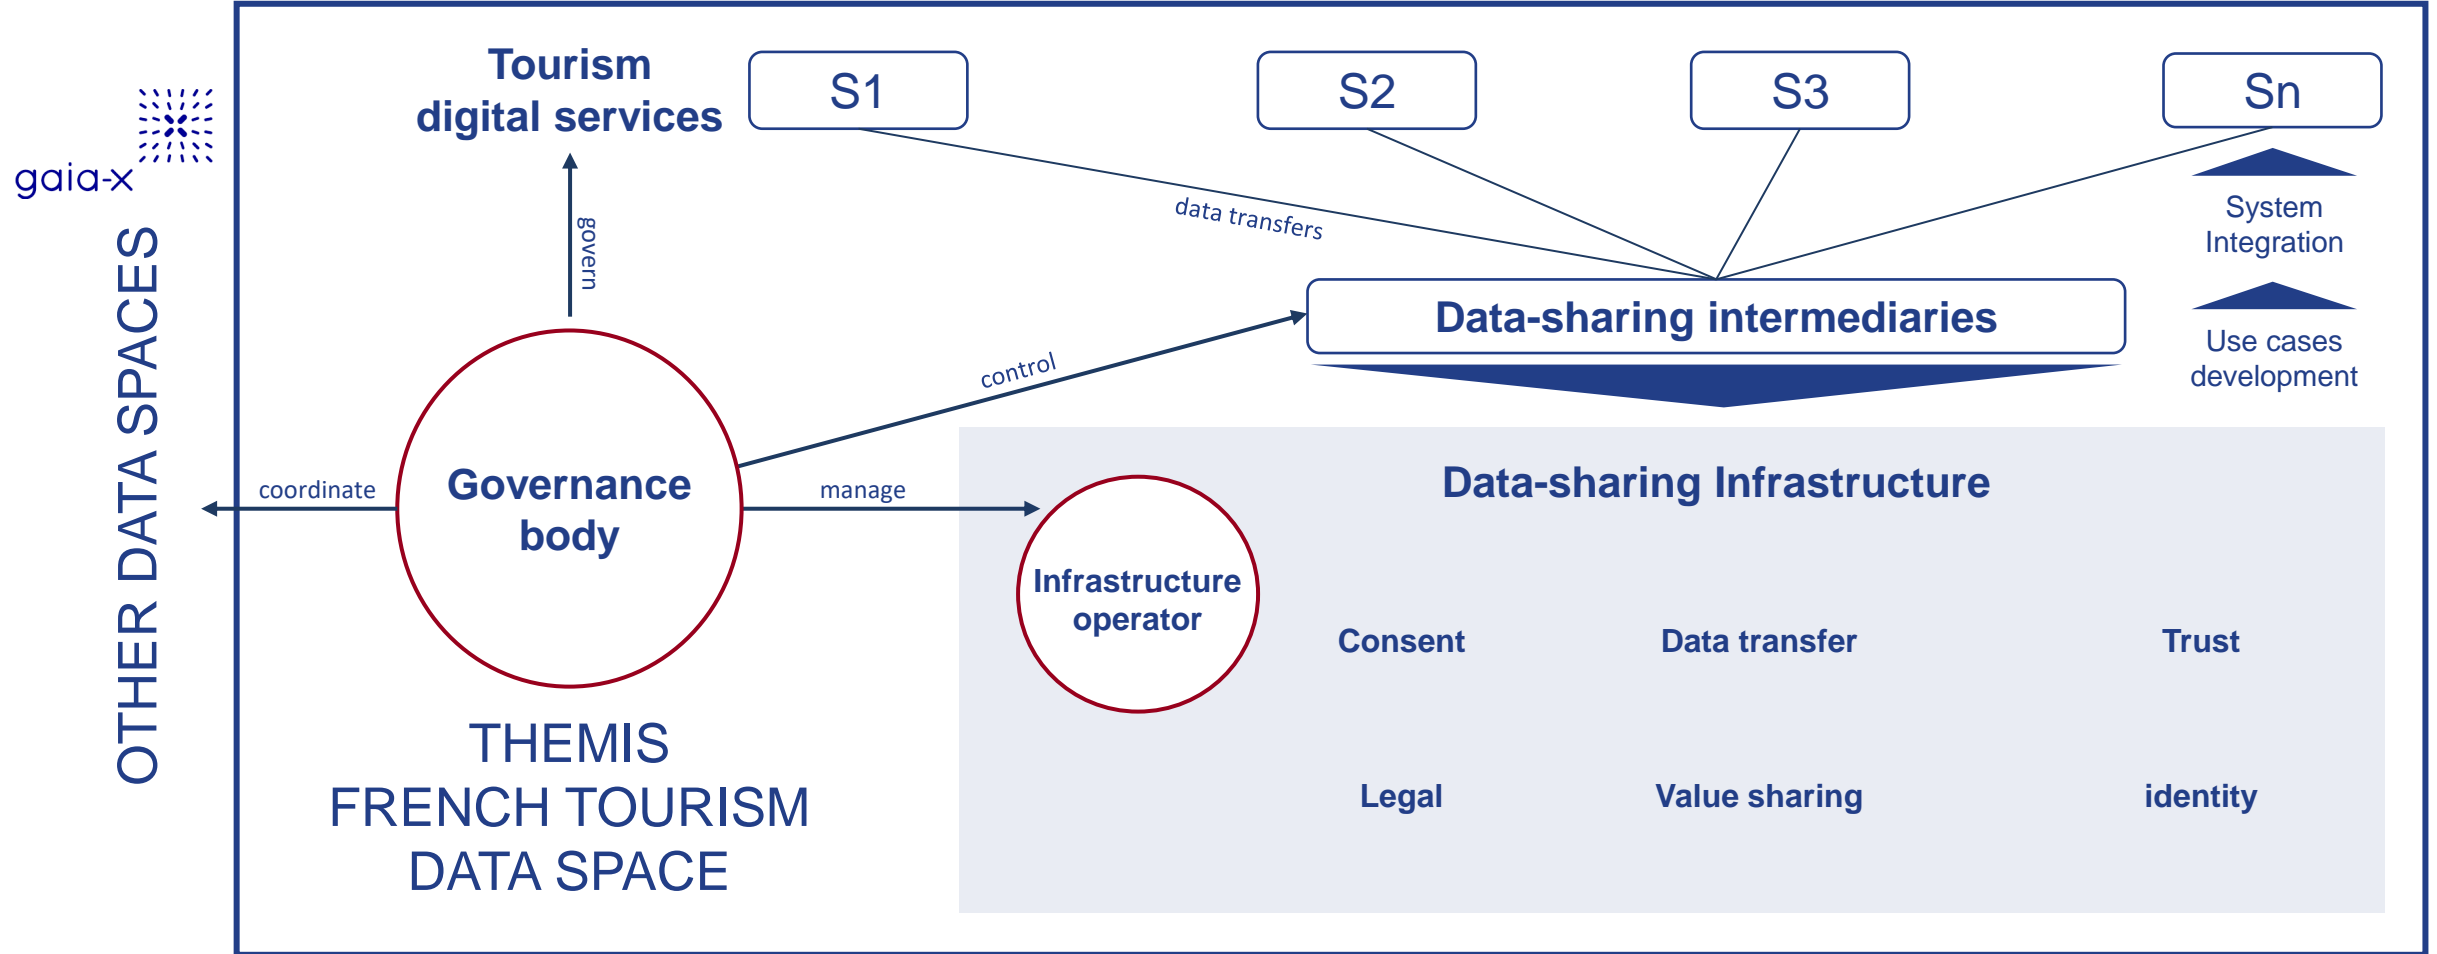 gaia-x
OTHER DATA SPACES
Tourism
digital services
S1
S2
S3
Sn
govern
data transfers
System
Integration
Data-sharing intermediaries
Use cases
development
control
coordinate
Governance
body
manage
Data-sharing Infrastructure
Infrastructure
operator
Consent
Data transfer
Trust
Legal
Value sharing
identity
THEMIS
FRENCH TOURISM
DATA SPACE